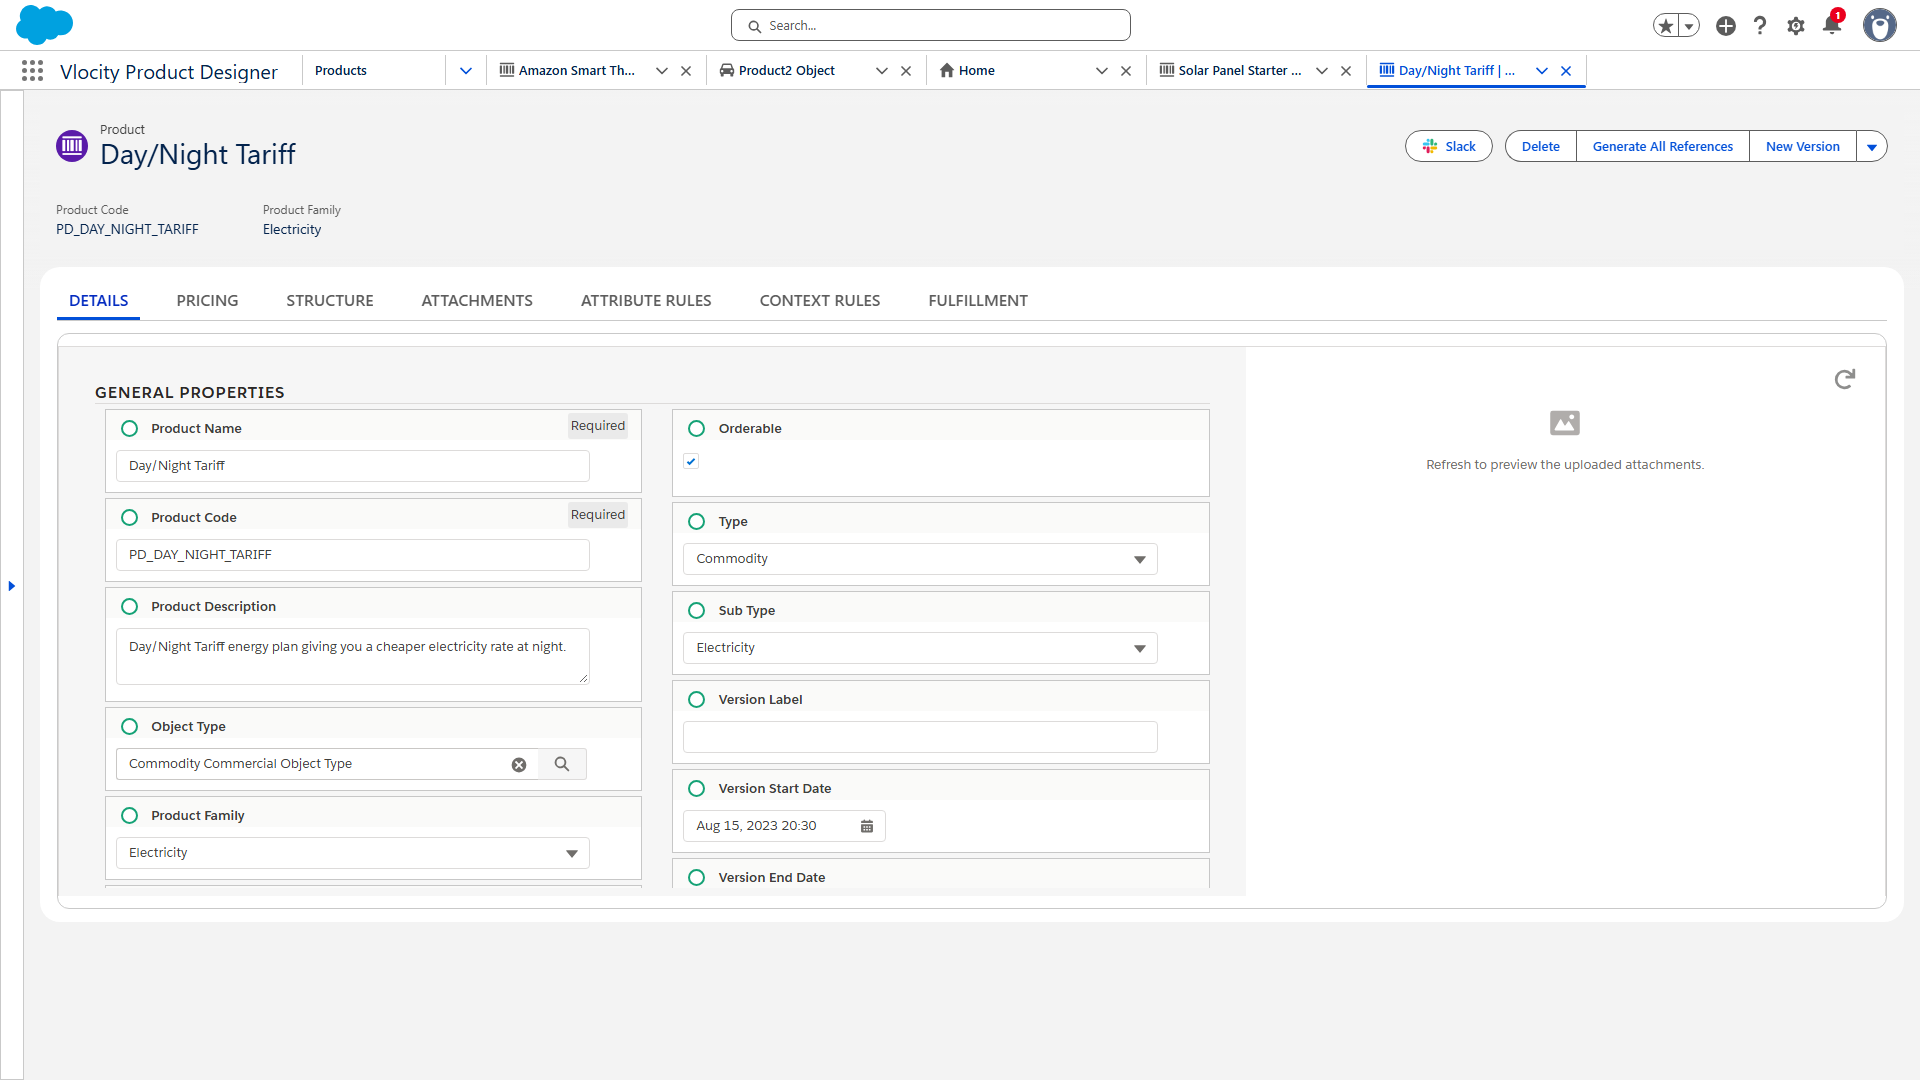 Search...
1
Vlocity Product Designer
Products
Amazon Smart Th...
Product2 Object
Home
Solar Panel Starter ...
Day/Night Tariff | ...
Product
Day/Night Tariff
Slack
Delete
Generate All References
New Version
Product Code
Product Family
PD_DAY_NIGHT_TARIFF
Electricity
DETAILS
PRICING
STRUCTURE
ATTACHMENTS
ATTRIBUTE RULES
CONTEXT RULES
FULFILLMENT
GENERAL PROPERTIES
Product Name
Required
Day/Night Tariff
Product Code
Required
PD_DAY_NIGHT_TARIFF
Product Description
Day/Night Tariff energy plan giving you a cheaper electricity rate at night.
Object Type
Commodity Commercial Object Type
Product Family
Electricity
Orderable
Type
Commodity
Sub Type
Electricity
Version Label
Version Start Date
Aug 15, 2023 20:30
Version End Date
Refresh to preview the uploaded attachments.